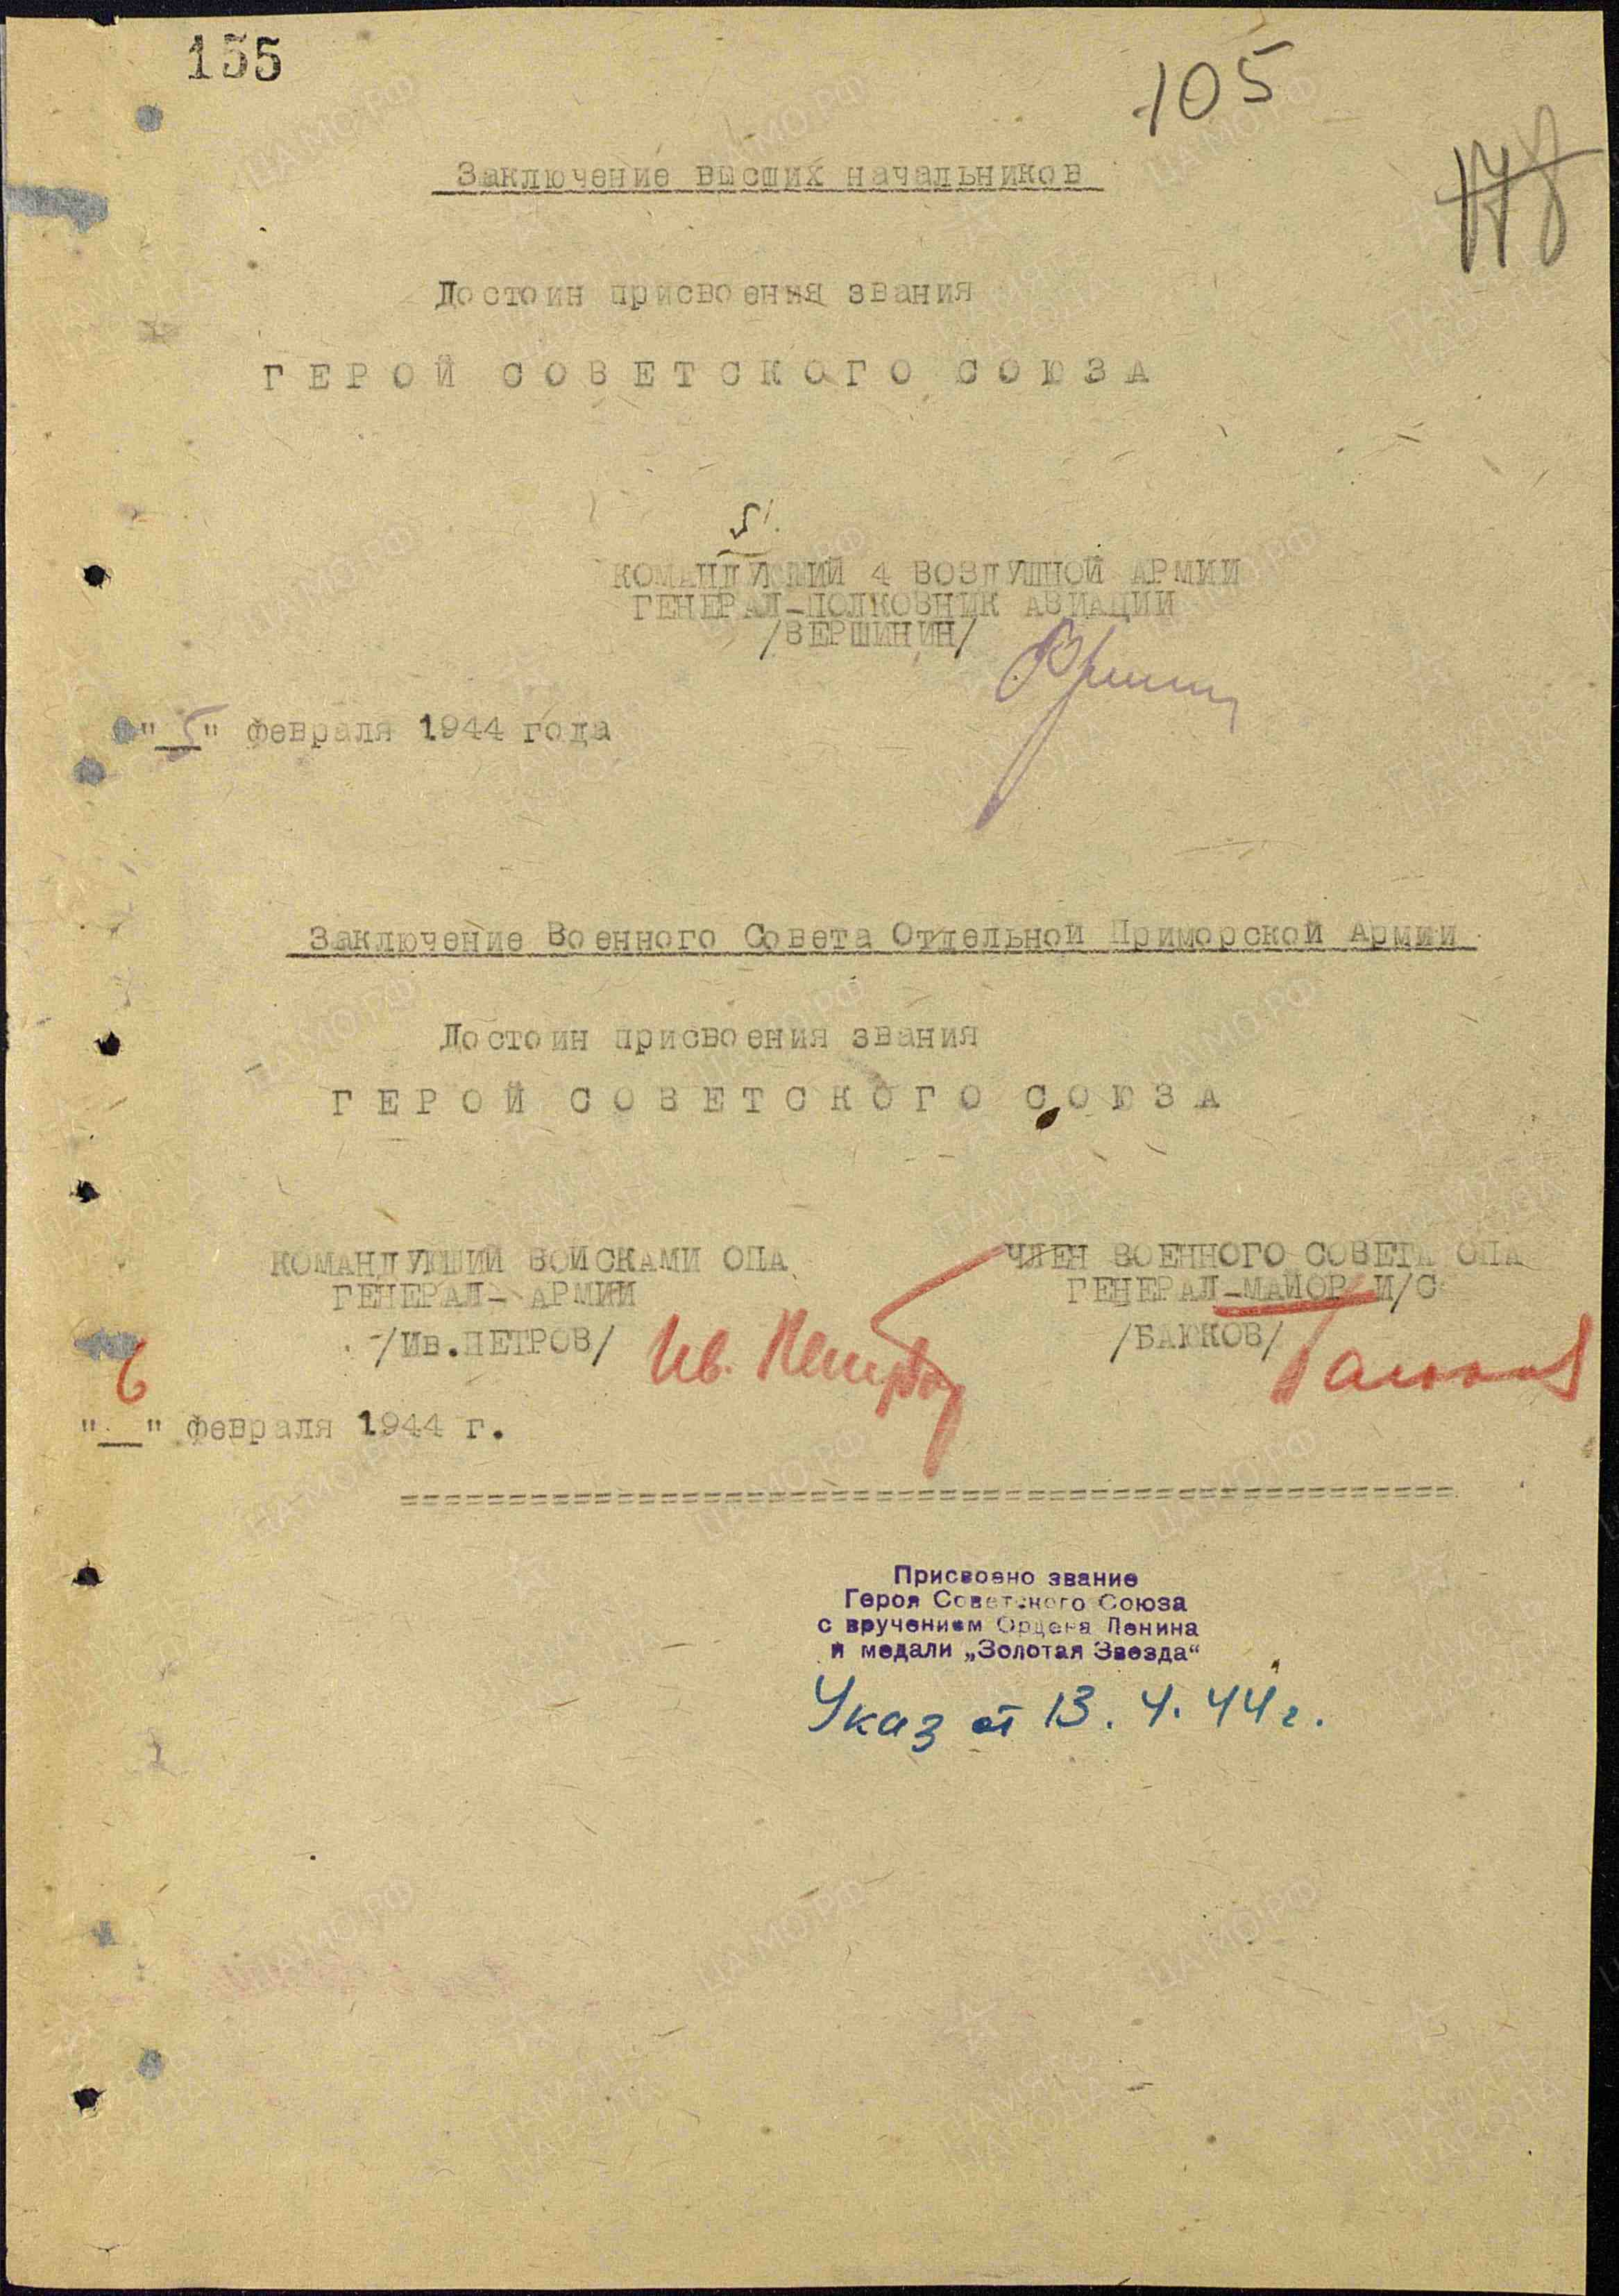 155
105
178
Заключение высших начальников
Достоин присвоения звания
ГЕРОЙ СОВЕТСКОГО СОЮЗА
КОМАНДУЮЩИЙ 4 ВОЗДУШНОЙ АРМИИ
ГЕНЕРАЛ-ПОЛКОВНИК АВИАЦИИ
/ВЕРШИНИН/
"5" февраля 1944 года
Заключение Военного Совета Отдельной Приморской Армии
Достоин присвоения звания
ГЕРОЙ СОВЕТСКОГО СОЮЗА
КОМАНДУЮЩИЙ ВОЙСКАМИ ОПА
ГЕНЕРАЛ- АРМИИ
/Ив.ПЕТРОВ/ Ив. Петров
ЧЛЕН ВОЕННОГО СОВЕТА ОПА
ГЕНЕРАЛ-МАЙОР И/С
/БАЮКОВ/ Баюков
"6" февраля 1944 г.
Присвоено звание
Героя Советского Союза
с вручением Ордена Ленина
и медали „Золотая Звезда“
Указ от 13.4.44г.